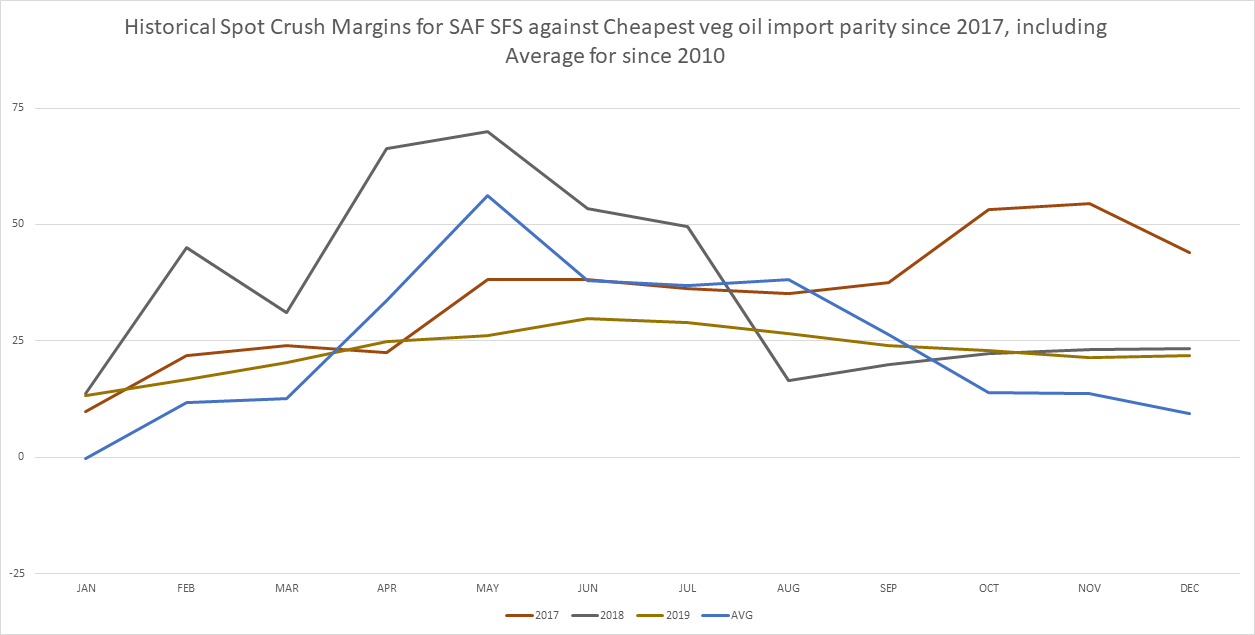 Historical Spot Crush Margins for SAF SFS against Cheapest veg oil import parity since 2017, including
Average for since 2010
75
50
25
0
-25
JAN FEB MAR APR MAY JUN JUL AUG SEP OCT NOV DEC
2017 2018 2019 AVG